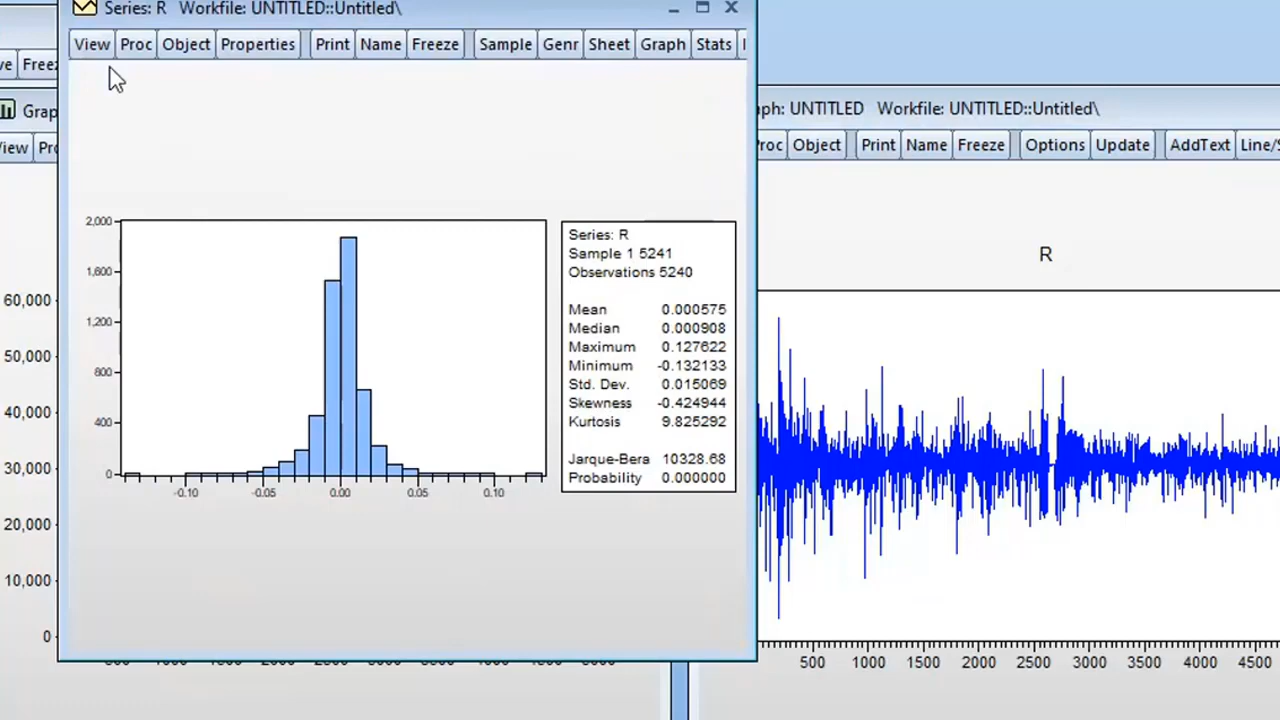 Series: R   Workfile: UNTITLED::Untitled\
View Proc Object Properties Print Name Freeze Sample Genr Sheet Graph Stats
ve Freez
Grap
iew Pro
ph: UNTITLED   Workfile: UNTITLED::Untitled\
roc Object Print Name Freeze Options Update AddText Line/S
2,000
1,600
1,200
800
400
0
-0.10 -0.05 0.00 0.05 0.10
Series: R
Sample 1 5241
Observations 5240
Mean 0.000575
Median 0.000908
Maximum 0.127622
Minimum -0.132133
Std. Dev. 0.015069
Skewness -0.424944
Kurtosis 9.825292
Jarque-Bera 10328.68
Probability 0.000000
60,000
50,000
40,000
30,000
20,000
10,000
0
R
500 1000 1500 2000 2500 3000 3500 4000 4500